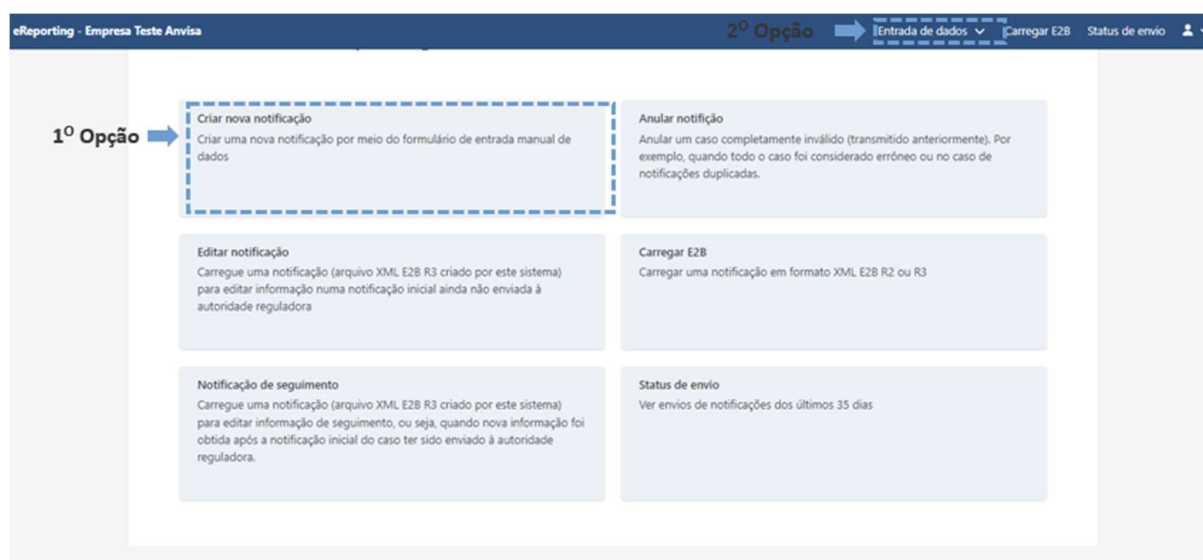 eReporting - Empresa Teste Anvisa
2º Opção
Entrada de dados
Carregar E2B
Status de envio
1º Opção
Criar nova notificação
Criar uma nova notificação por meio do formulário de entrada manual de
dados
Anular notifição
Anular um caso completamente inválido (transmitido anteriormente). Por
exemplo, quando todo o caso foi considerado errôneo ou no caso de
notificações duplicadas.
Editar notificação
Carregue uma notificação (arquivo XML E2B R3 criado por este sistema)
para editar informação numa notificação inicial ainda não enviada à
autoridade reguladora
Carregar E2B
Carregar uma notificação em formato XML E2B R2 ou R3
Notificação de seguimento
Carregue uma notificação (arquivo XML E2B R3 criado por este sistema)
para editar informação de seguimento, ou seja, quando nova informação foi
obtida após a notificação inicial do caso ter sido enviado à autoridade
reguladora.
Status de envio
Ver envios de notificações dos últimos 35 dias